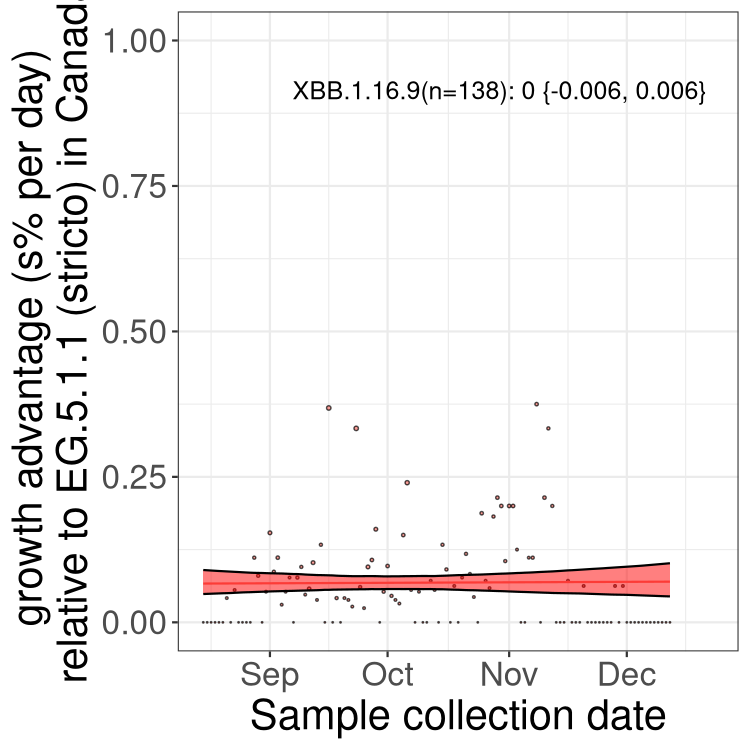 growth advantage (s% per day)
relative to EG.5.1.1 (stricto) in Canada
1.00
0.75
0.50
0.25
0.00
XBB.1.16.9(n=138): 0 {-0.006, 0.006}
Sep Oct Nov Dec
Sample collection date